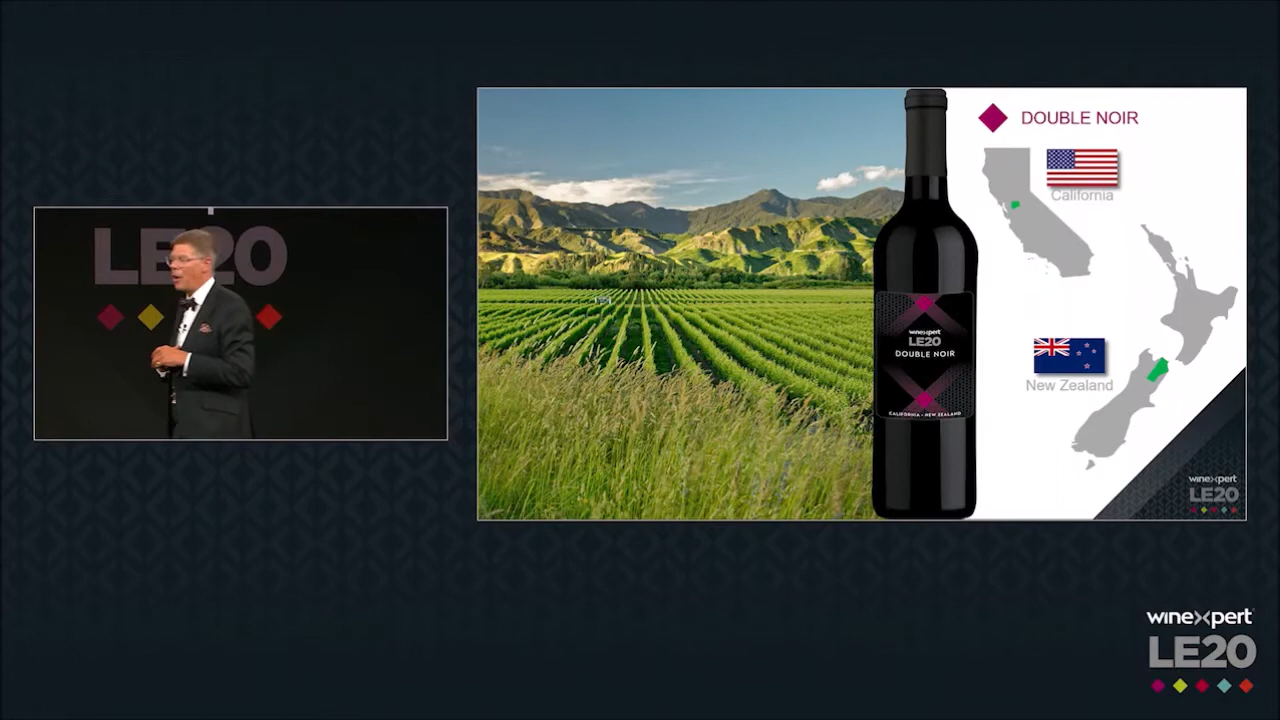 LE20
DOUBLE NOIR
California
New Zealand
winexpert
LE20
DOUBLE NOIR
CALIFORNIA • NEW ZEALAND
winexpert
LE20
winexpert
LE20